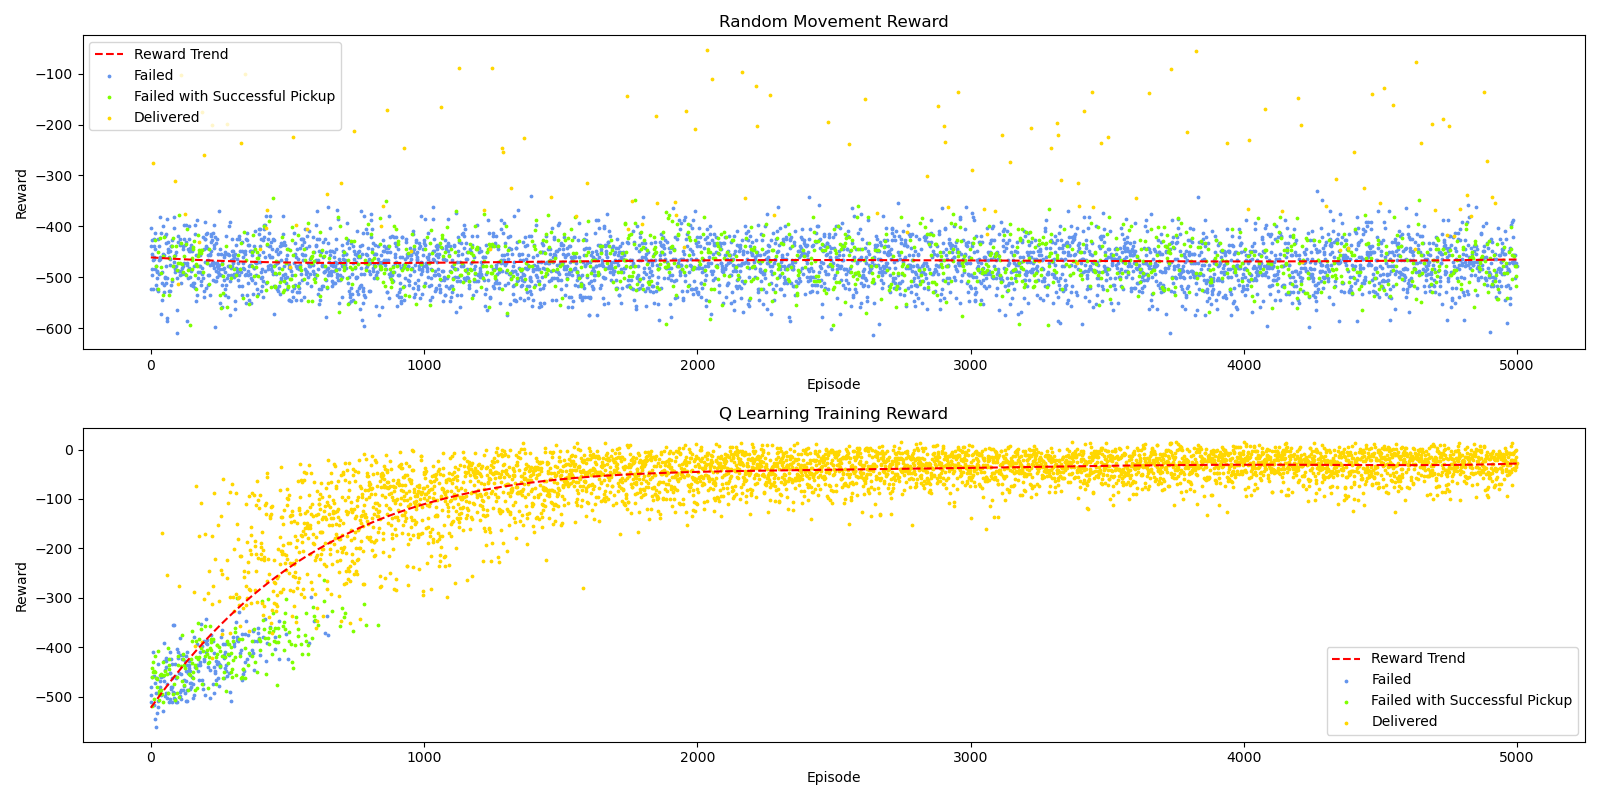 Random Movement Reward
Reward Trend
Failed
Failed with Successful Pickup
Delivered
Reward
−100
−200
−300
−400
−500
−600
0 1000 2000 3000 4000 5000
Episode
Q Learning Training Reward
Reward
0
−100
−200
−300
−400
−500
Reward Trend
Failed
Failed with Successful Pickup
Delivered
0 1000 2000 3000 4000 5000
Episode